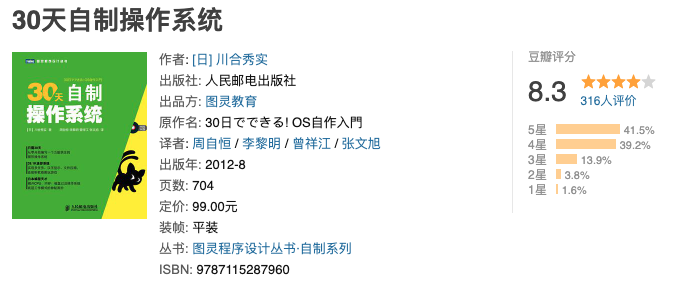 30天自制操作系统
30天 自制
操作系统
作者: [日] 川合秀实
出版社: 人民邮电出版社
出品方: 图灵教育
原作名: 30日でできる! OS自作入門
译者: 周自恒 / 李黎明 / 曾祥江 / 张文旭
出版年: 2012-8
页数: 704
定价: 99.00元
装帧: 平装
丛书: 图灵程序设计丛书·自制系列
ISBN: 9787115287960
豆瓣评分
8.3
316人评价
5星 41.5%
4星 39.2%
3星 13.9%
2星 3.8%
1星 1.6%